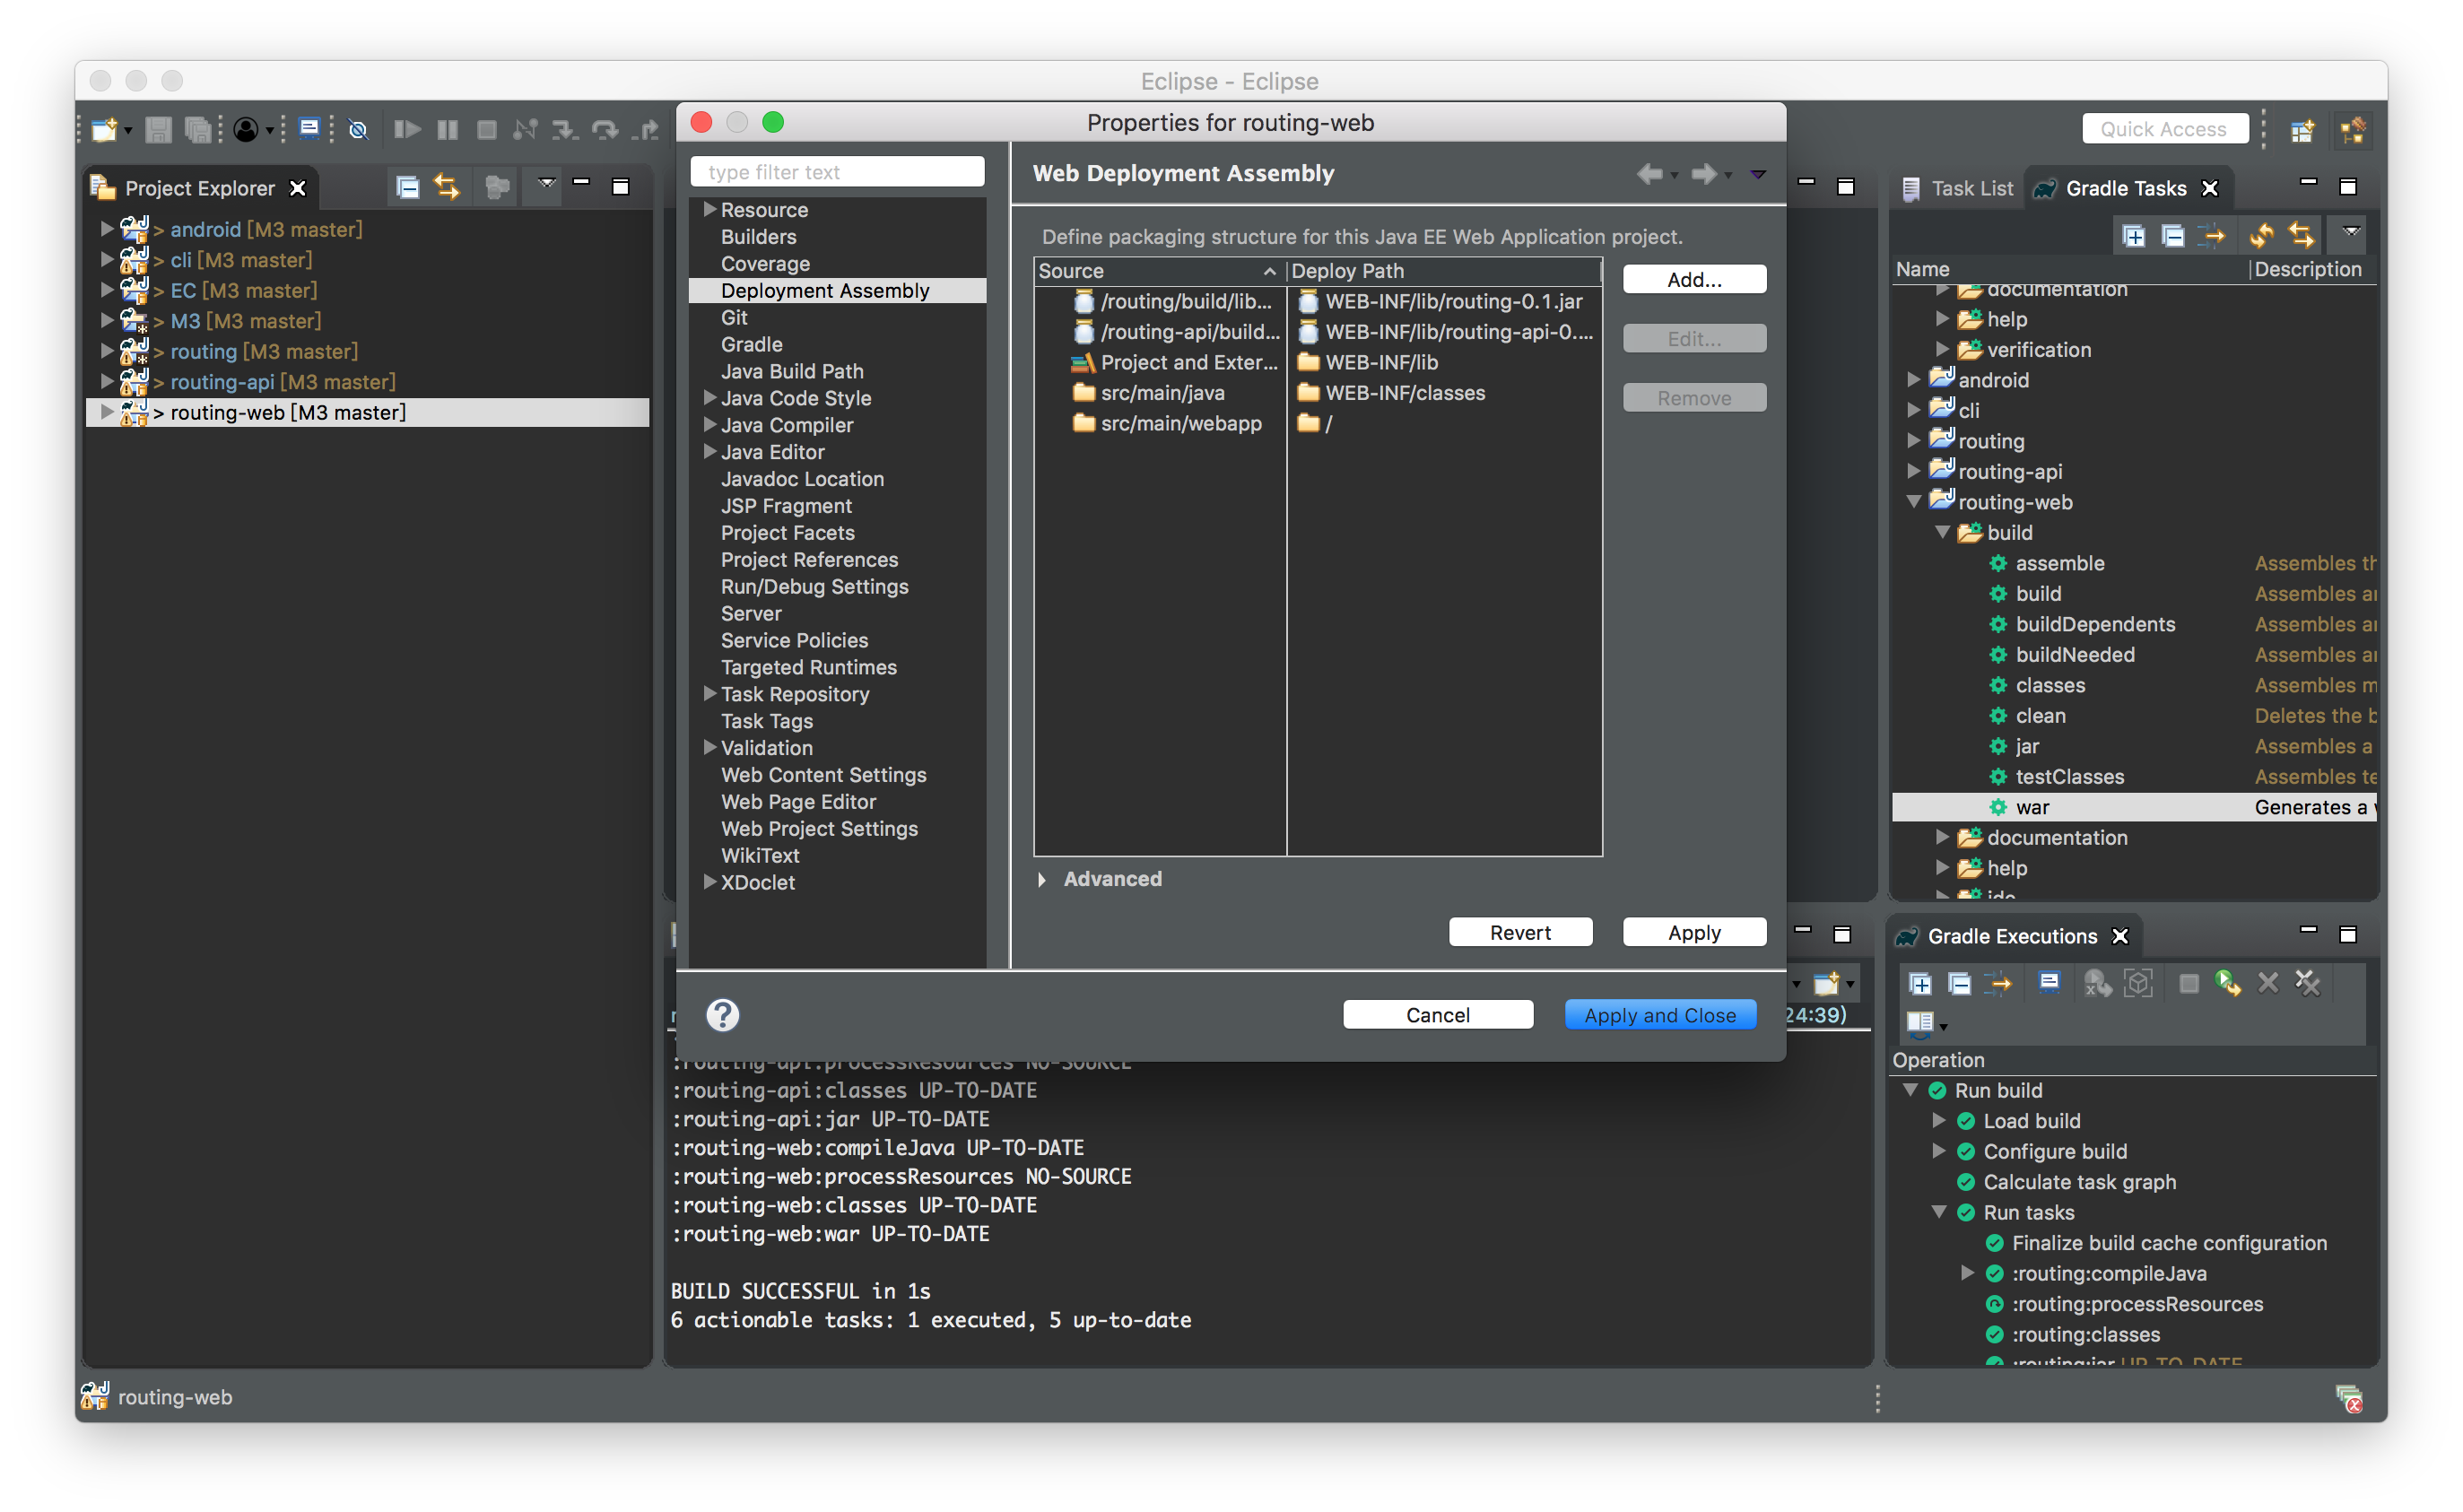 Eclipse - Eclipse
Quick Access
Project Explorer
> android [M3 master]
> cli [M3 master]
> EC [M3 master]
> M3 [M3 master]
> routing [M3 master]
> routing-api [M3 master]
> routing-web [M3 master]
Properties for routing-web
type filter text
Resource
Builders
Coverage
Deployment Assembly
Git
Gradle
Java Build Path
Java Code Style
Java Compiler
Java Editor
Javadoc Location
JSP Fragment
Project Facets
Project References
Run/Debug Settings
Server
Service Policies
Targeted Runtimes
Task Repository
Task Tags
Validation
Web Content Settings
Web Page Editor
Web Project Settings
WikiText
XDoclet
Web Deployment Assembly
Define packaging structure for this Java EE Web Application project.
Source Deploy Path
/routing/build/lib... WEB-INF/lib/routing-0.1.jar
/routing-api/build... WEB-INF/lib/routing-api-0....
Project and Exter... WEB-INF/lib
src/main/java WEB-INF/classes
src/main/webapp /
Add...
Edit...
Remove
Advanced
Revert Apply
Cancel Apply and Close
24:39)
:routing-api:processResources NO-SOURCE
:routing-api:classes UP-TO-DATE
:routing-api:jar UP-TO-DATE
:routing-web:compileJava UP-TO-DATE
:routing-web:processResources NO-SOURCE
:routing-web:classes UP-TO-DATE
:routing-web:war UP-TO-DATE
BUILD SUCCESSFUL in 1s
6 actionable tasks: 1 executed, 5 up-to-date
Task List Gradle Tasks
Name Description
documentation
help
verification
android
cli
routing
routing-api
routing-web
build
assemble Assembles th
build Assembles a
buildDependents Assembles a
buildNeeded Assembles a
classes Assembles m
clean Deletes the b
jar Assembles a
testClasses Assembles te
war Generates a
documentation
help
ide
Gradle Executions
Operation
Run build
Load build
Configure build
Calculate task graph
Run tasks
Finalize build cache configuration
:routing:compileJava
:routing:processResources
:routing:classes
:routing:jar UP-TO-DATE
routing-web